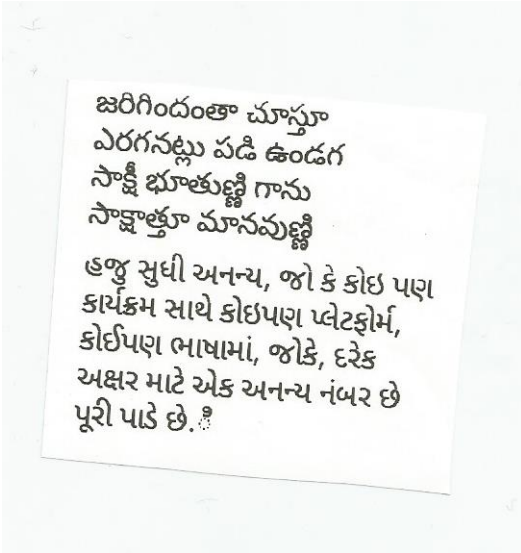 జరిగిందంతా చూస్తూ
ఎరగనట్లు పడి ఉండగ
సాక్షీ భూతుణ్ణి గాను
సాక్షాత్తూ మానవుణ్ణి
હજુ સુધી અનન્ય, જો કે કોઇ પણ
કાર્યક્રમ સાથે કોઇપણ પ્લેટફોર્મ,
કોઈપણ ભાષામાં, જોકે, દરેક
અક્ષર માટે એક અનન્ય નંબર છે
પૂરી પાડે છે.